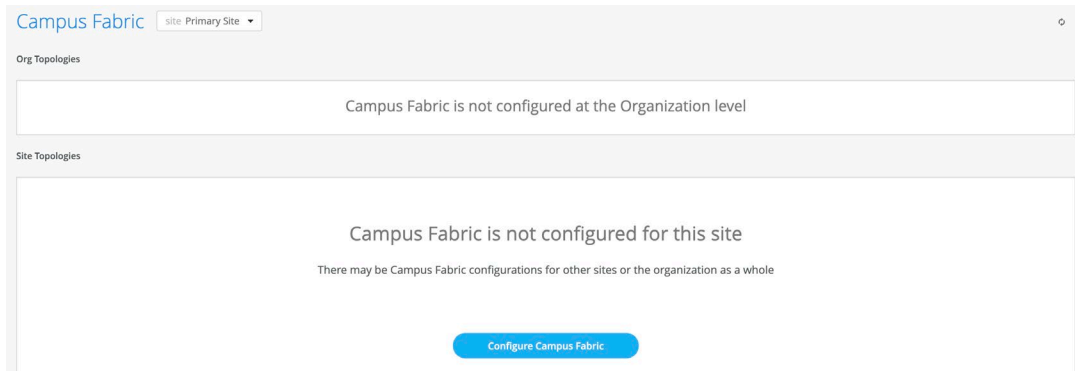 Campus Fabric site Primary Site
Org Topologies
Campus Fabric is not configured at the Organization level
Site Topologies
Campus Fabric is not configured for this site
There may be Campus Fabric configurations for other sites or the organization as a whole
Configure Campus Fabric